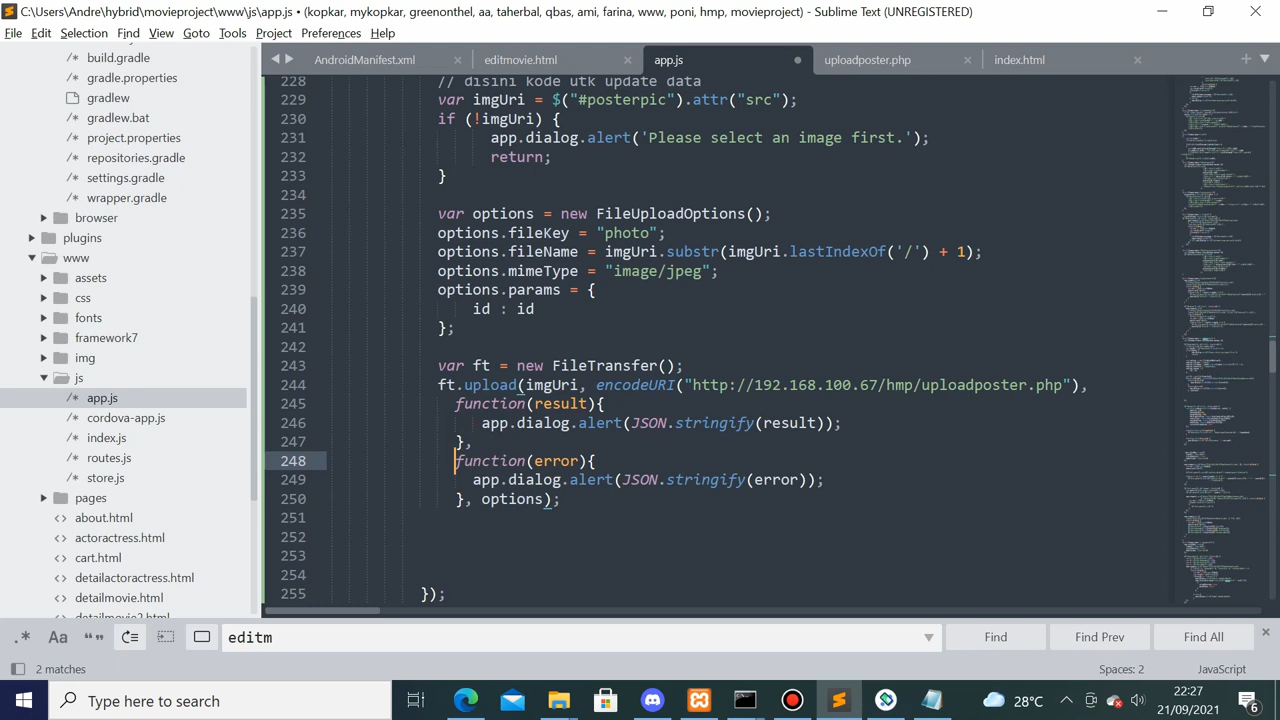 C:\Users\Andre\hybrid\movieproject\www\js\app.js • (kopkar, mykopkar, greenonthel, aa, taherbal, qbas, ami, farina, www, poni, hmp, movieproject) - Sublime Text (UNREGISTERED)
File Edit Selection Find View Goto Tools Project Preferences Help
AndroidManifest.xml editmovie.html app.js uploadposter.php index.html
build.gradle
gradle.properties
gradlew
gradlew.bat
project.properties
repositories.gradle
settings.gradle
wrapper.gradle
browser
plugins
www
assets
css
fonts
framework7
img
js
app.js
cordova-app.js
index.js
routes.js
store.js
pages
about.html
actoractress.html
cart.html
detailactoractress.html
detailmovie.html
detailmovie2.html
228 // disini kode utk update data
229 var imgUri = $("#posterpic").attr("src");
230 if (!imgUri) {
231 app.dialog.alert('Please select an image first.');
232 return;
233 }
234
235 var options = new FileUploadOptions();
236 options.fileKey = "photo";
237 options.fileName = imgUri.substr(imgUri.lastIndexOf('/') + 1);
238 options.mimeType = "image/jpeg";
239 options.params = {
240 id : id
241 };
242
243 var ft = new FileTransfer();
244 ft.upload(imgUri, encodeURI("http://192.168.100.67/hmp/uploadposter.php"),
245 function(result){
246 app.dialog.alert(JSON.stringify(result));
247 },
248 function(error){
249 app.dialog.alert(JSON.stringify(error));
250 }, options);
251
252
253
254
255 });
.* Aa “” editm Find Find Prev Find All
2 matches Spaces: 2 JavaScript
Type here to search 28°C 22:27
21/09/2021 6